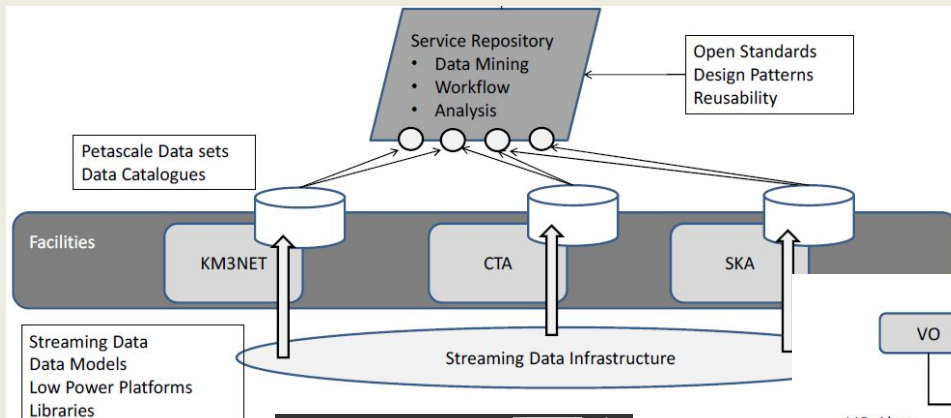 Service Repository
• Data Mining
• Workflow
• Analysis
Open Standards
Design Patterns
Reusability
Petascale Data sets
Data Catalogues
Facilities
KM3NET
CTA
SKA
Streaming Data
Data Models
Low Power Platforms
Libraries
Streaming Data Infrastructure
VO